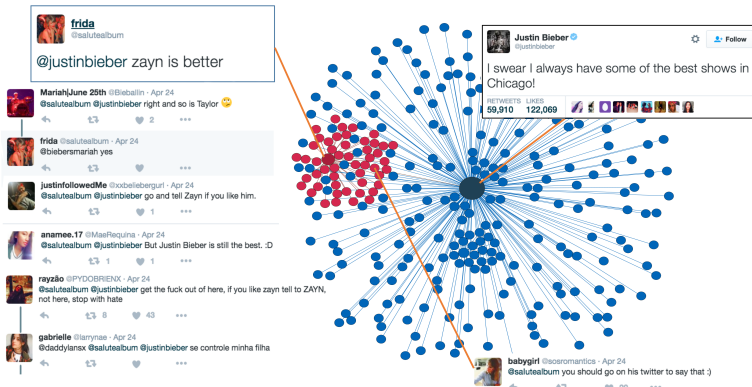 frida
@salutealbum
@justinbieber zayn is better
Mariah|June 25th @Bieballin · Apr 24
@salutealbum @justinbieber right and so is Taylor
2
frida @salutealbum · Apr 24
@biebersmariah yes
justinfollowedMe @xxbeliebergurl · Apr 24
@salutealbum @justinbieber go and tell Zayn if you like him.
1
anamee.17 @MaeRequina · Apr 24
@salutealbum @justinbieber But Justin Bieber is still the best. :D
1 1
rayzão @PYDOBRIENX · Apr 24
@salutealbum @justinbieber get the fuck out of here, if you like zayn tell to ZAYN,
not here, stop with hate
8 43
gabrielle @larrynae · Apr 24
@daddylansx @salutealbum @justinbieber se controle minha filha
Justin Bieber
@justinbieber
Follow
I swear I always have some of the best shows in
Chicago!
RETWEETS LIKES
59,910 122,069
babygirl @sosromantics · Apr 24
@salutealbum you should go on his twitter to say that :)